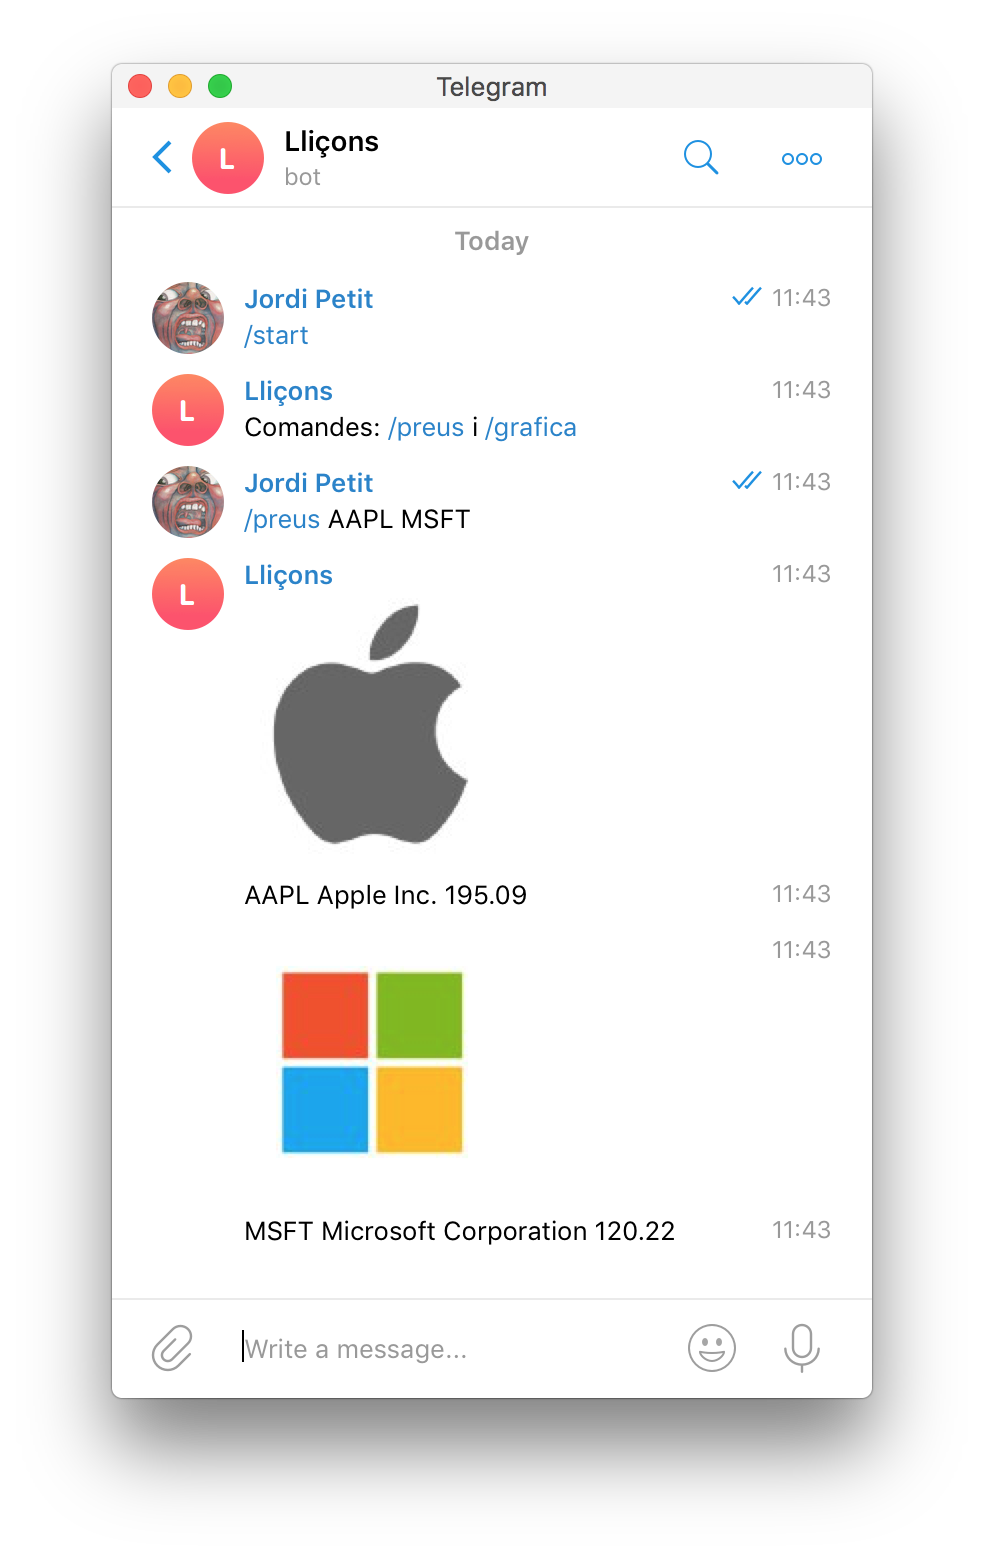 Telegram
L
Lliçons
bot
Today
Jordi Petit 11:43
/start
L
Lliçons 11:43
Comandes: /preus i /grafica
Jordi Petit 11:43
/preus AAPL MSFT
L
Lliçons 11:43
AAPL Apple Inc. 195.09 11:43
11:43
MSFT Microsoft Corporation 120.22 11:43
Write a message...